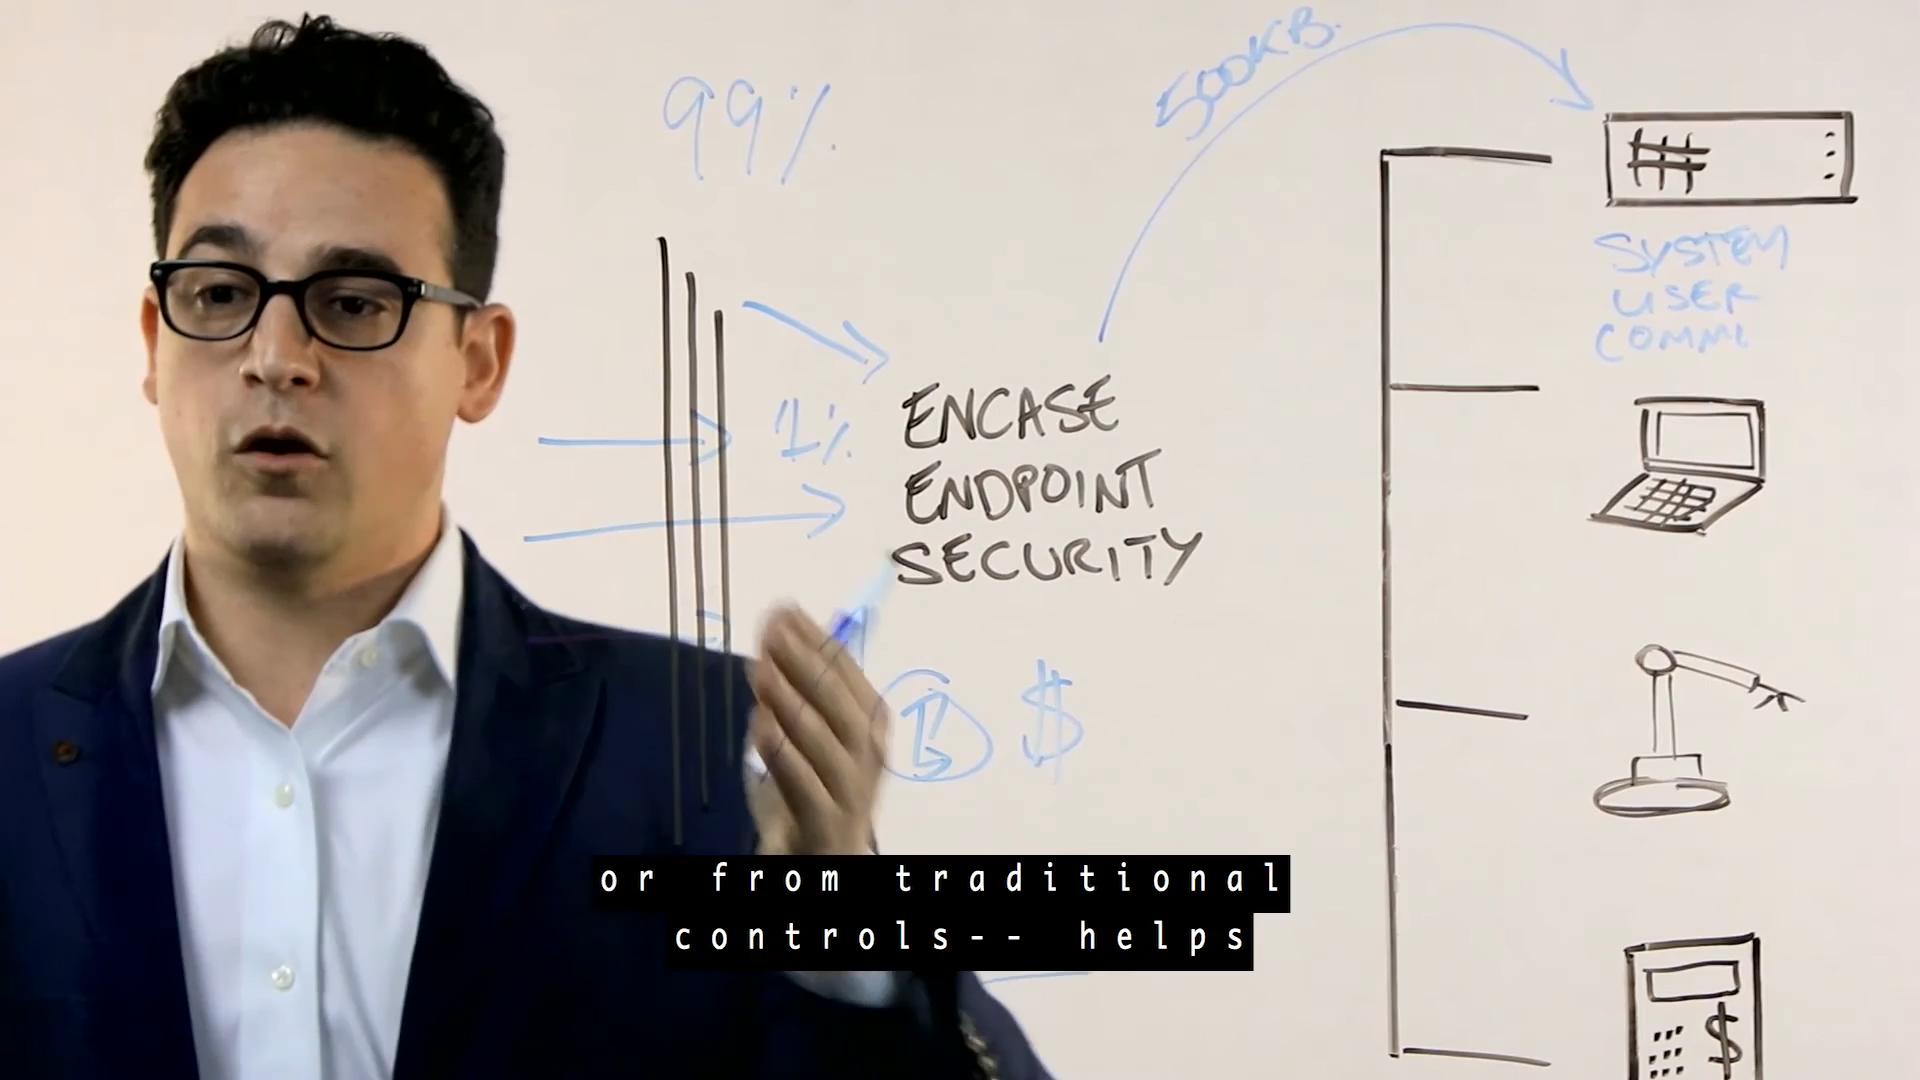 99%
500KB.
SYSTEM
USER
COMM
1%
ENCASE
ENDPOINT
SECURITY
$
or from traditional
controls-- helps
$